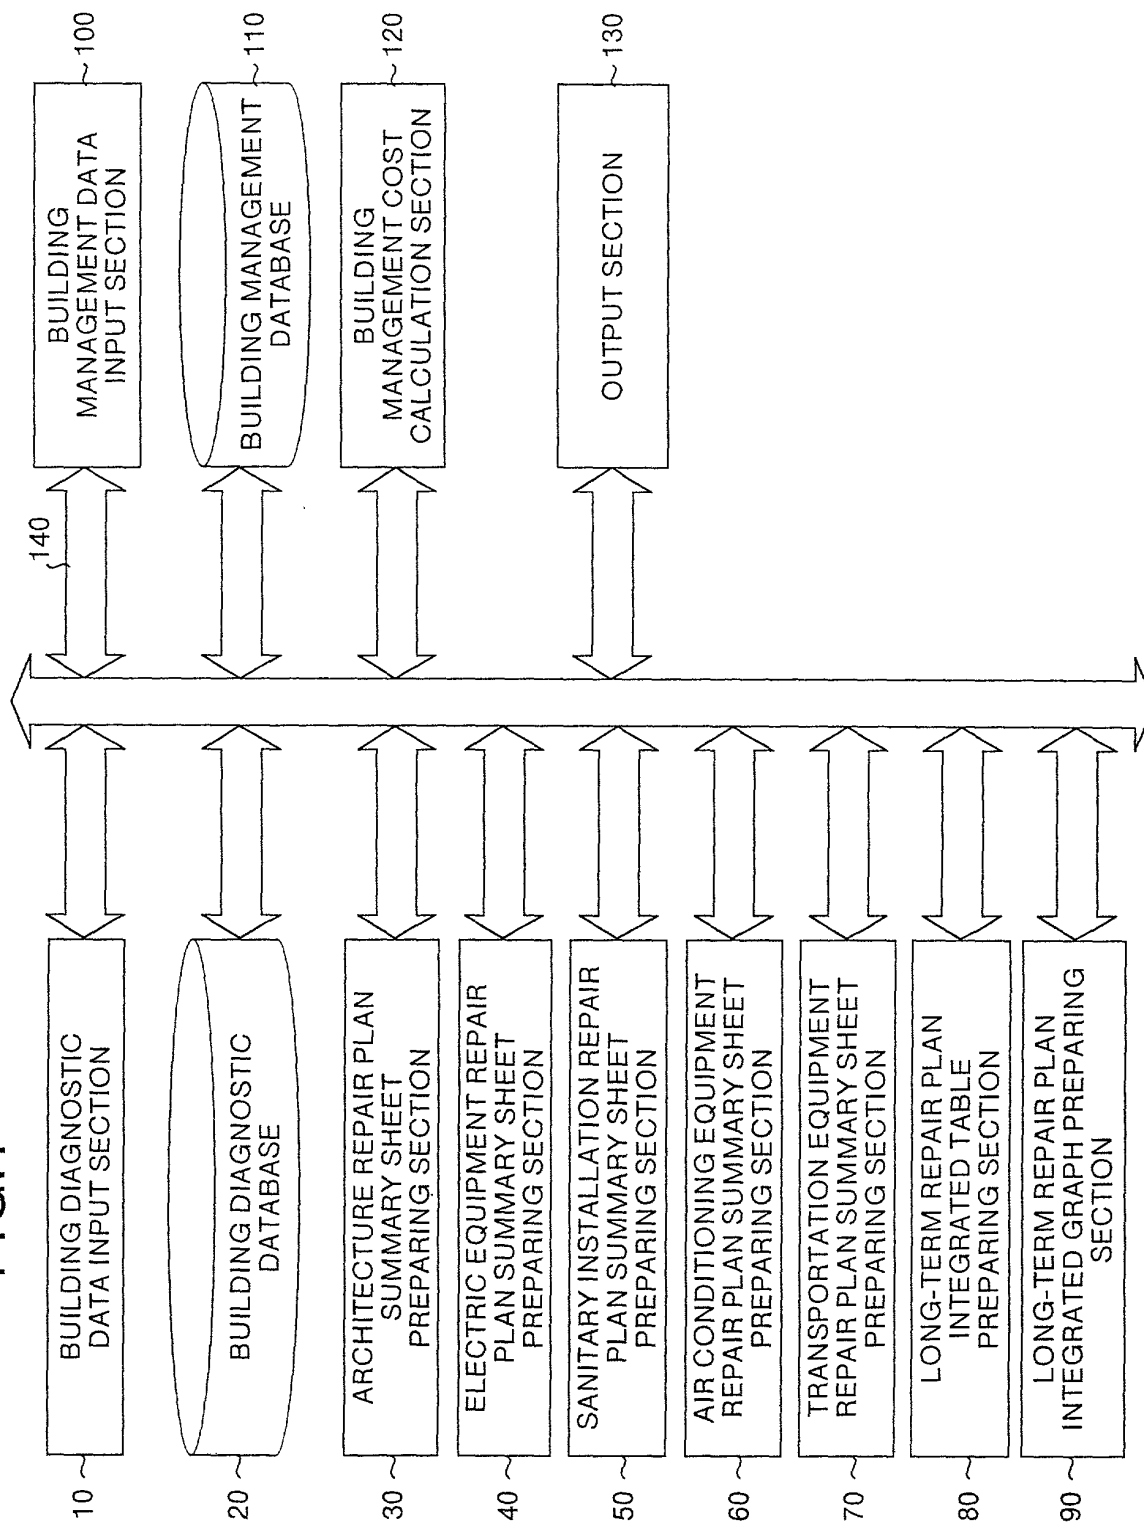 10
BUILDING DIAGNOSTIC
DATA INPUT SECTION
20
BUILDING DIAGNOSTIC
DATABASE
30
ARCHITECTURE REPAIR PLAN
SUMMARY SHEET
PREPARING SECTION
40
ELECTRIC EQUIPMENT REPAIR
PLAN SUMMARY SHEET
PREPARING SECTION
50
SANITARY INSTALLATION REPAIR
PLAN SUMMARY SHEET
PREPARING SECTION
60
AIR CONDITIONING EQUIPMENT
REPAIR PLAN SUMMARY SHEET
PREPARING SECTION
70
TRANSPORTATION EQUIPMENT
REPAIR PLAN SUMMARY SHEET
PREPARING SECTION
80
LONG-TERM REPAIR PLAN
INTEGRATED TABLE
PREPARING SECTION
90
LONG-TERM REPAIR PLAN
INTEGRATED GRAPH PREPARING
SECTION
140
BUILDING
MANAGEMENT DATA
INPUT SECTION
100
BUILDING MANAGEMENT
DATABASE
110
BUILDING
MANAGEMENT COST
CALCULATION SECTION
120
OUTPUT SECTION
130